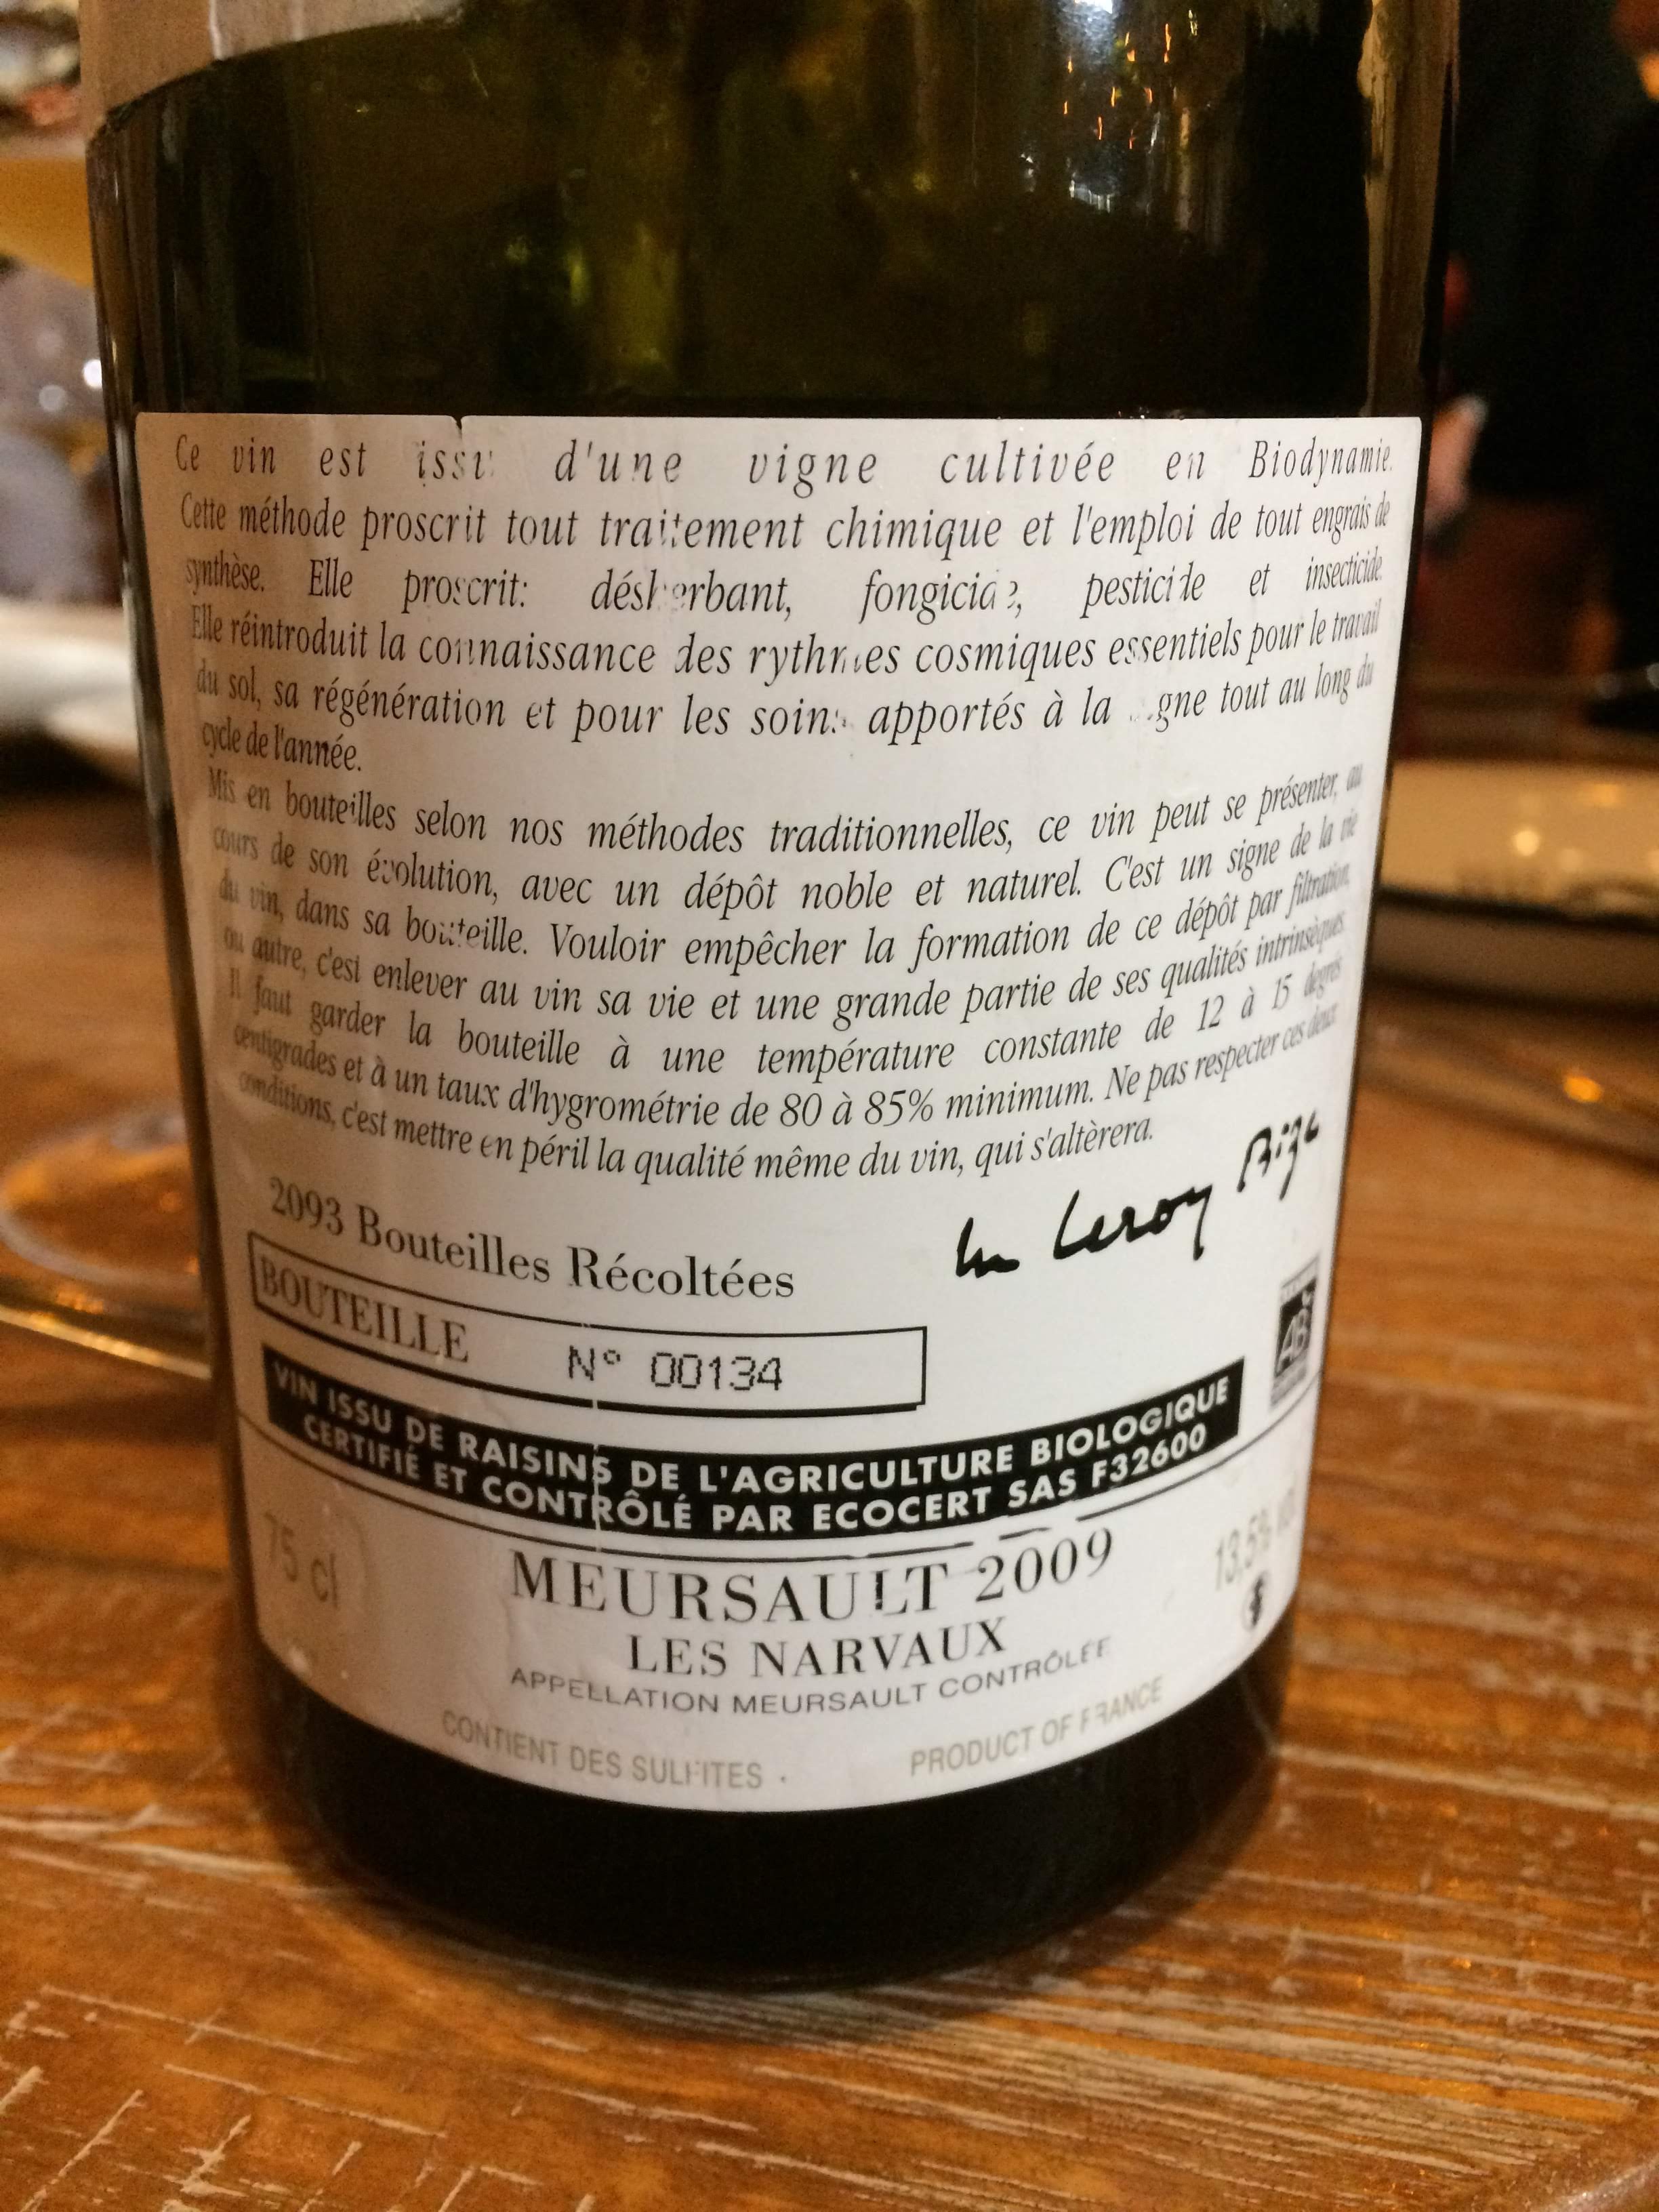 Ce vin est issu d'une vigne cultivée en Biodynamie.
Cette méthode proscrit tout traitement chimique et l'emploi de tout engrais de
synthèse. Elle proscrit: désherbant, fongicide, pesticide et insecticide.
Elle réintroduit la connaissance des rythmes cosmiques essentiels pour le travail
du sol, sa régénération et pour les soins apportés à la vigne tout au long du
cycle de l'année.
Mis en bouteilles selon nos méthodes traditionnelles, ce vin peut se présenter, au
cours de son évolution, avec un dépôt noble et naturel. C'est un signe de la vie
du vin, dans sa bouteille. Vouloir empêcher la formation de ce dépôt par filtration,
ou autre, c'est enlever au vin sa vie et une grande partie de ses qualités intrinsèques.
Il faut garder la bouteille à une température constante de 12 à 15 degrés
centigrades et à un taux d'hygrométrie de 80 à 85% minimum. Ne pas respecter ces deux
conditions, c'est mettre en péril la qualité même du vin, qui s'altèrera.
Leroy
2093 Bouteilles Récoltées
BOUTEILLE N° 00134
AB
VIN ISSU DE RAISINS DE L'AGRICULTURE BIOLOGIQUE
CERTIFIÉ ET CONTRÔLÉ PAR ECOCERT SAS F32600
75 cl
MEURSAULT 2009
13,5% vol.
LES NARVAUX
APPELLATION MEURSAULT CONTRÔLÉE
CONTIENT DES SULFITES . PRODUCT OF FRANCE